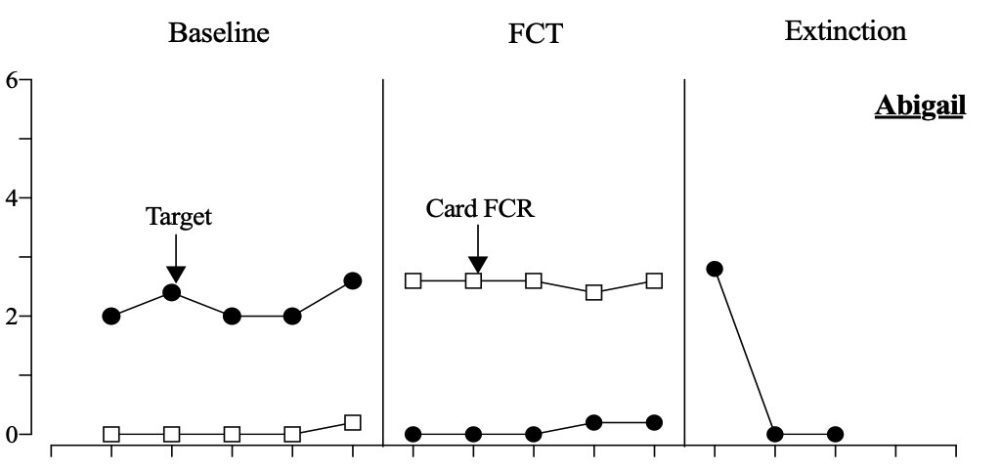 Baseline
FCT
Extinction
6
Abigail
4
Target
Card FCR
2
0